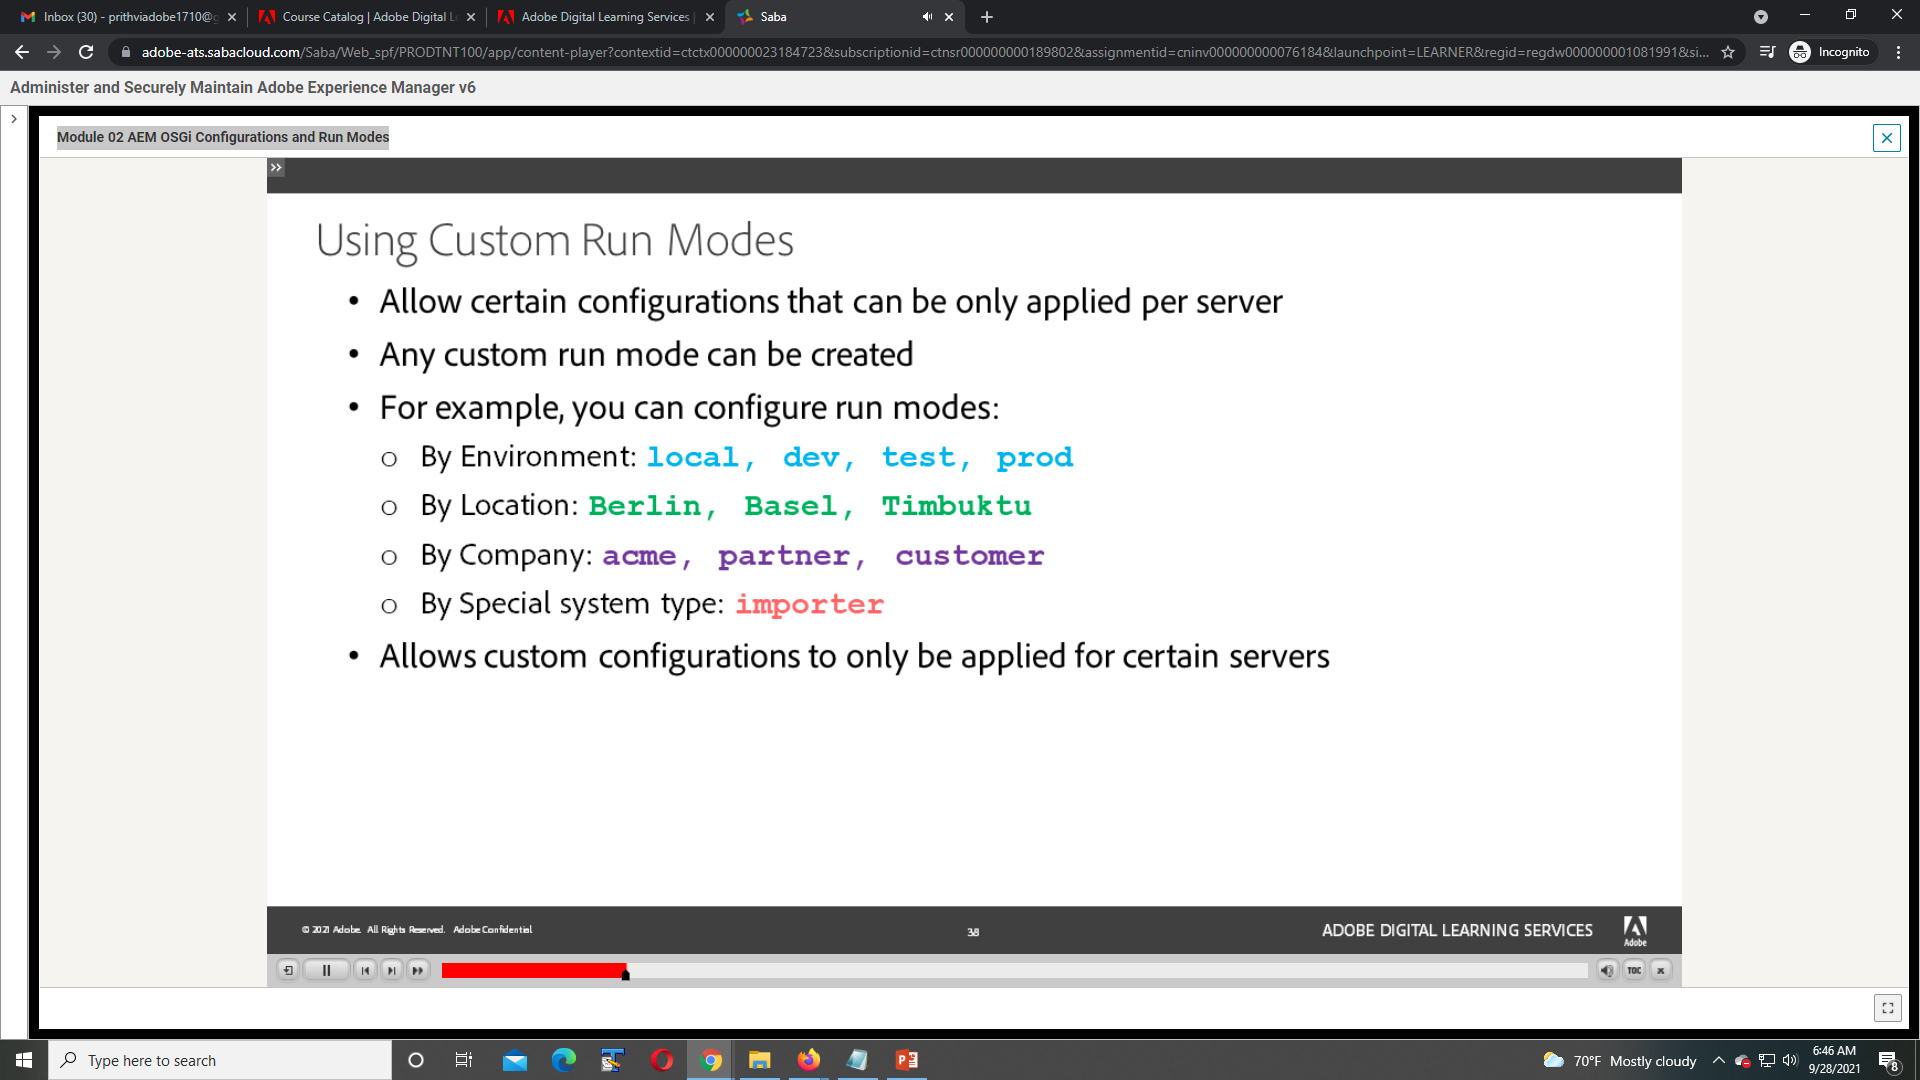 Inbox (30) - prithviadobe1710@g
Course Catalog | Adobe Digital L
Adobe Digital Learning Services |
Saba
adobe-ats.sabacloud.com/Saba/Web_spf/PRODTNT100/app/content-player?contextid=ctctx000000023184723&subscriptionid=ctnsr0000000000189802&assignmentid=cninv000000000076184&launchpoint=LEARNER&regid=regdw000000001081991&si...
Incognito
Administer and Securely Maintain Adobe Experience Manager v6
Module 02 AEM OSGi Configurations and Run Modes
Using Custom Run Modes
• Allow certain configurations that can be only applied per server
• Any custom run mode can be created
• For example, you can configure run modes:
o By Environment: local, dev, test, prod
o By Location: Berlin, Basel, Timbuktu
o By Company: acme, partner, customer
o By Special system type: importer
• Allows custom configurations to only be applied for certain servers
© 2021 Adobe. All Rights Reserved. Adobe Confidential
38
ADOBE DIGITAL LEARNING SERVICES
Adobe
TOC
Type here to search
70°F Mostly cloudy
6:46 AM
9/28/2021
8